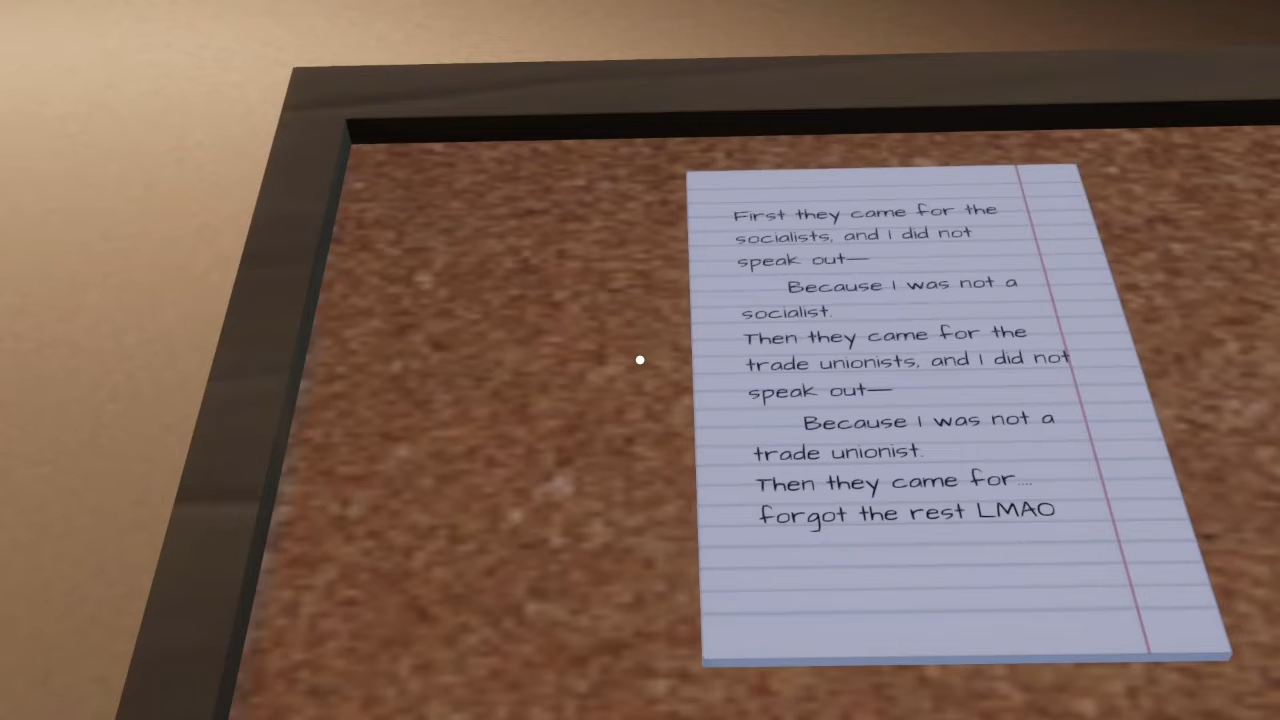 First they came for the
socialists, and I did not
speak out—
Because I was not a
socialist.
Then they came for the
trade unionists, and I did not
speak out—
Because I was not a
trade unionist.
Then they came for....
forgot the rest LMAO